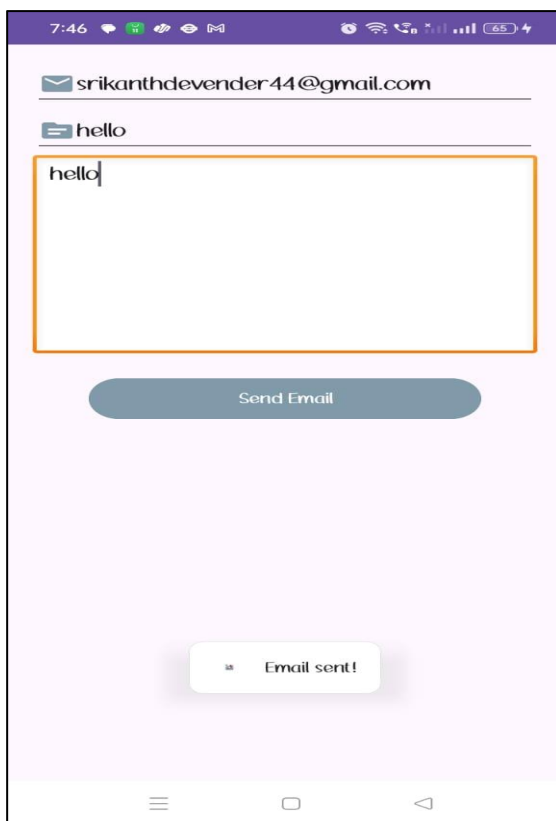 7:46 65
srikanthdevender44@gmail.com
hello
hello
Send Email
Email sent!